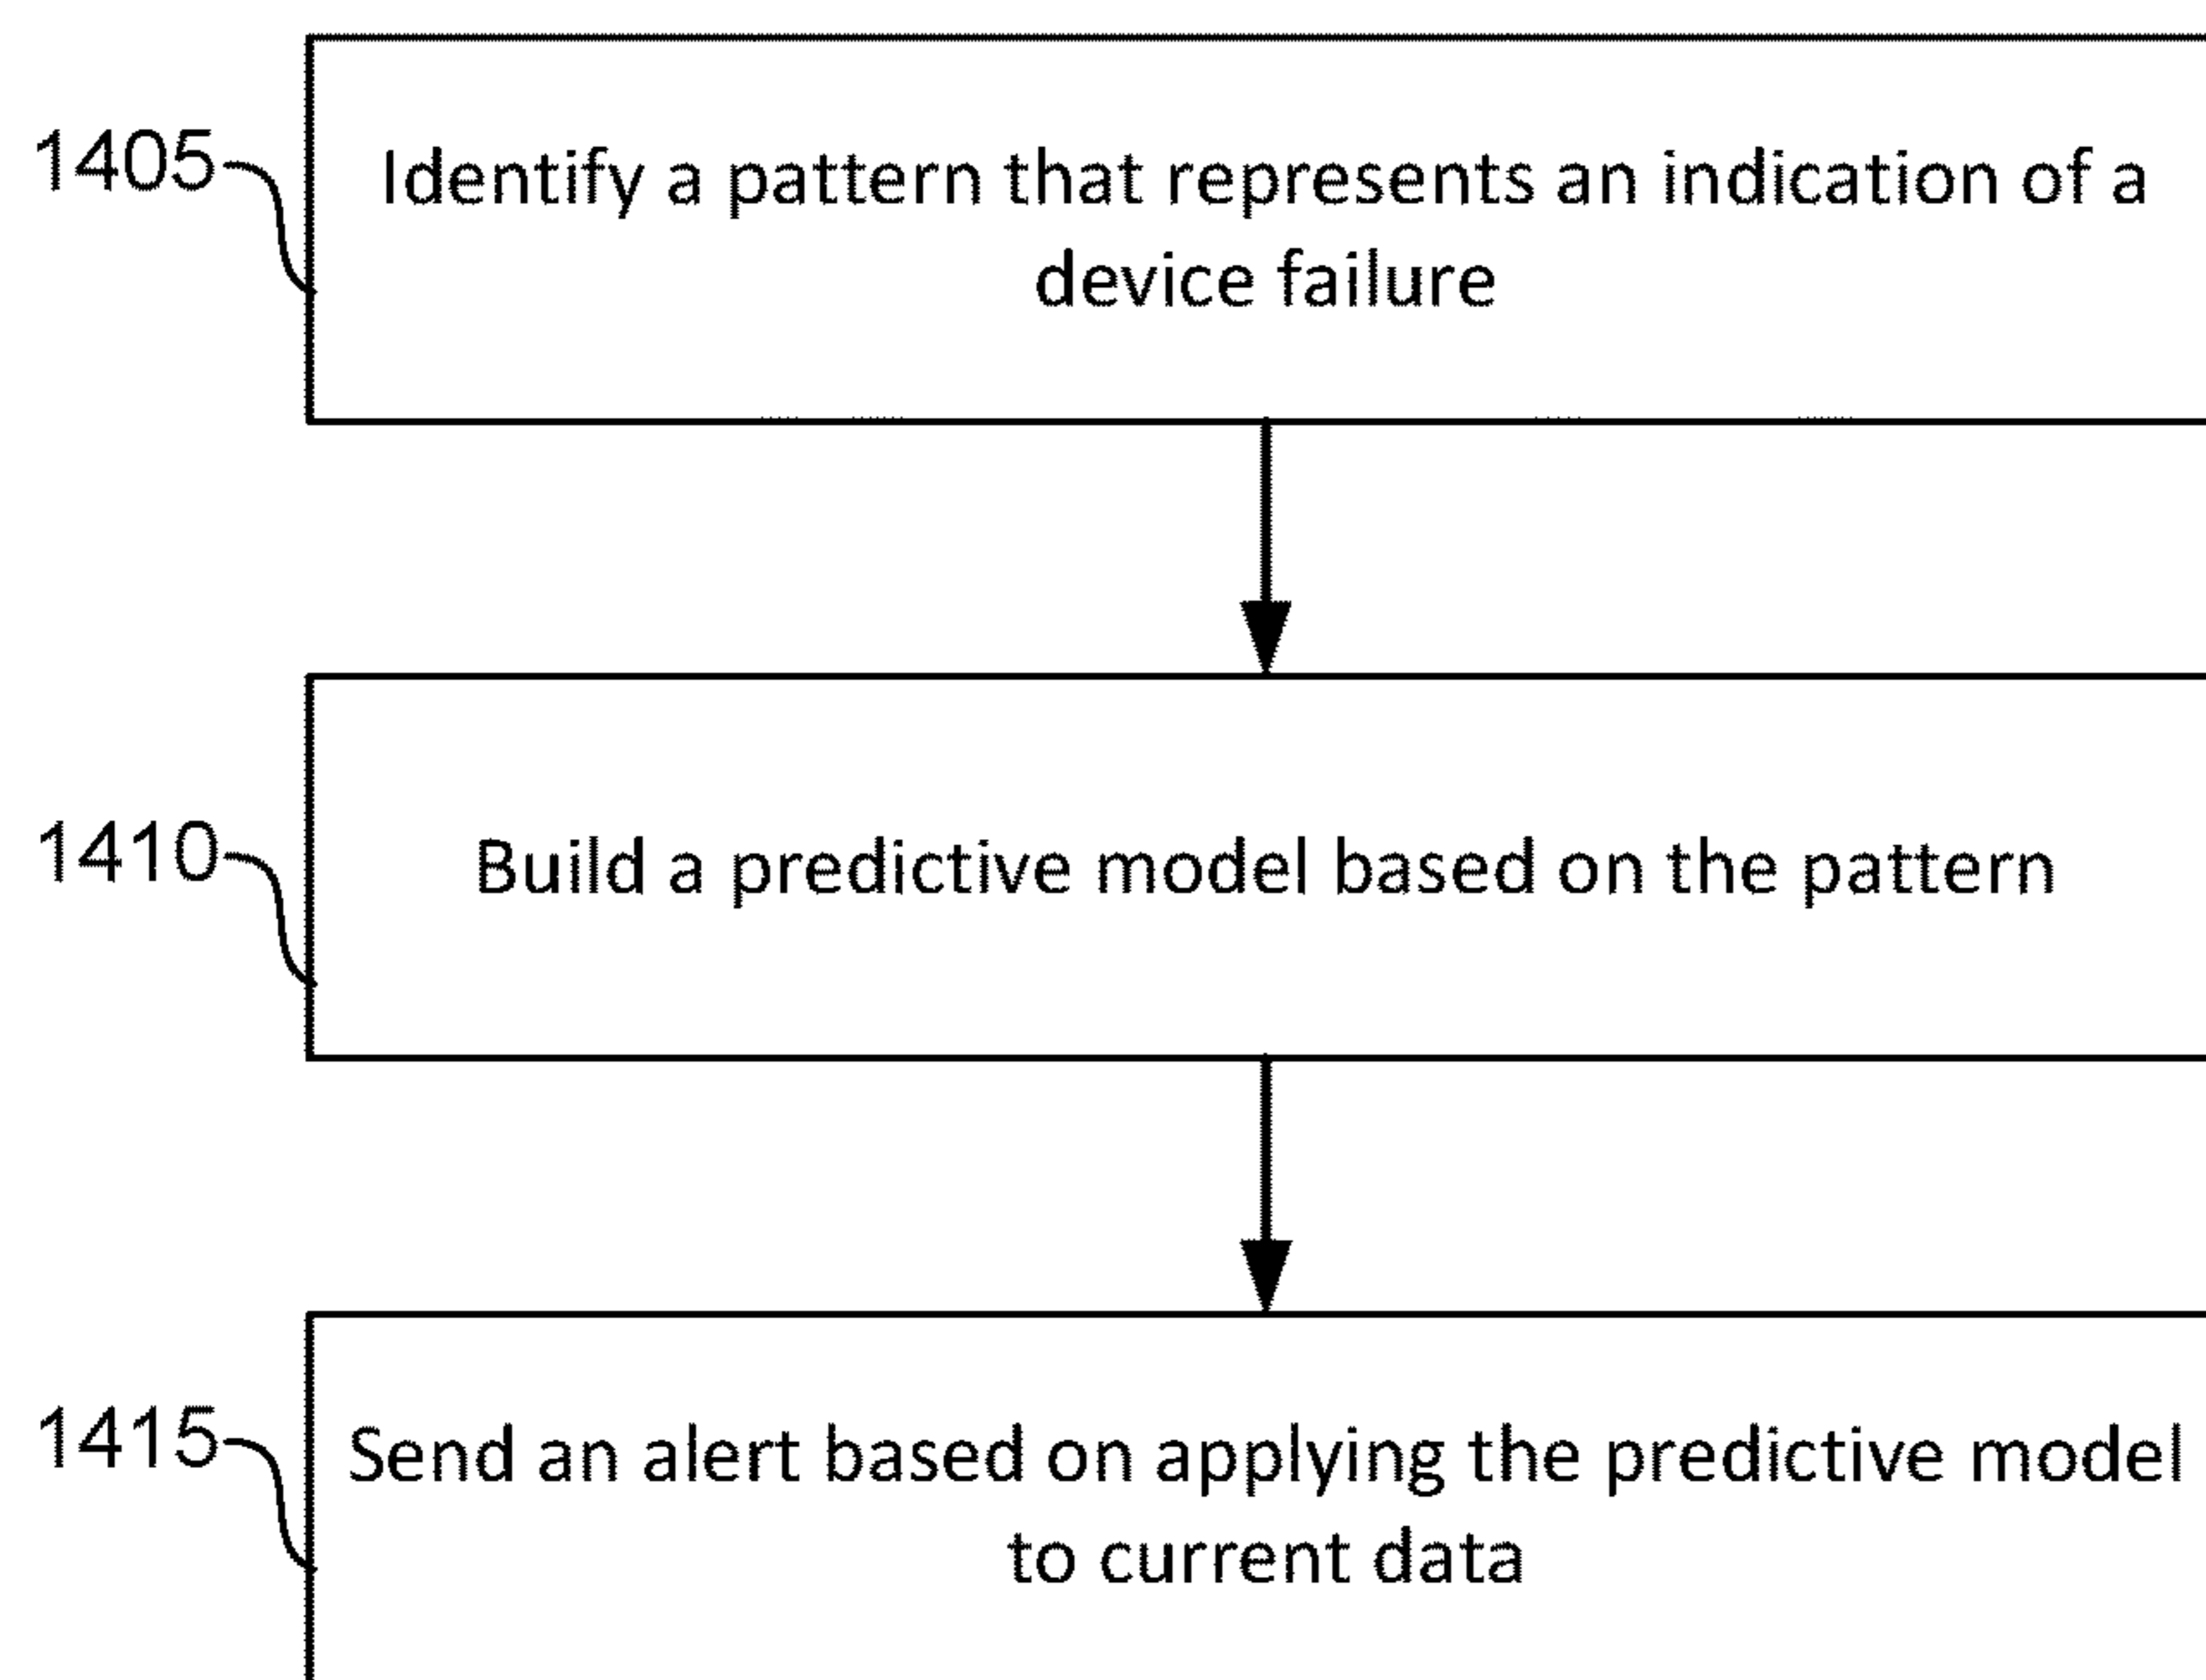 1405
Identify a pattern that represents an indication of a
device failure
1410
Build a predictive model based on the pattern
1415
Send an alert based on applying the predictive model
to current data